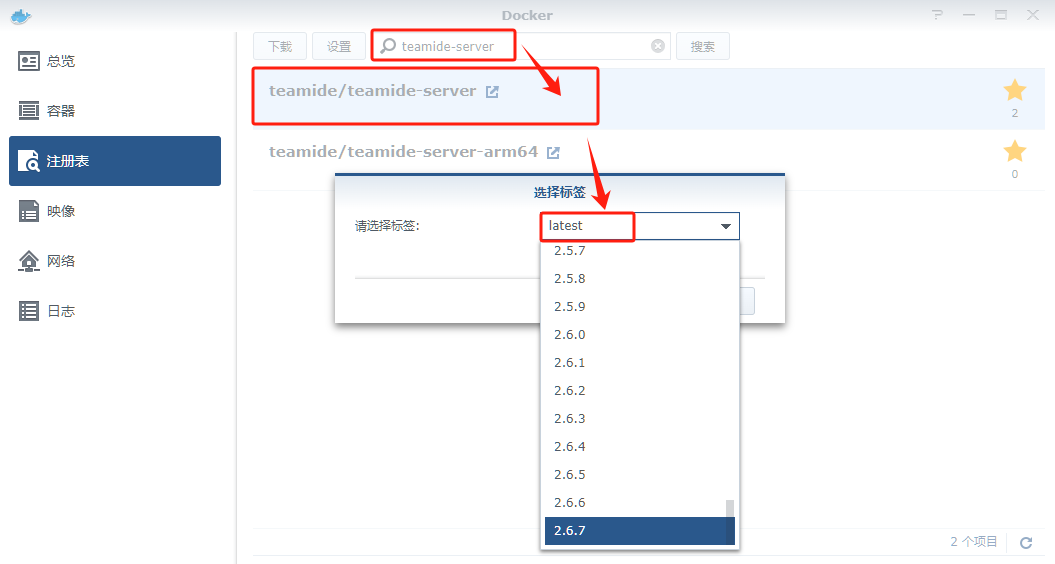 Docker
总览
容器
注册表
映像
网络
日志
下载 设置 teamide-server 搜索
teamide/teamide-server
2
teamide/teamide-server-arm64
0
选择标签
请选择标签: latest
2.5.7
2.5.8
2.5.9
2.6.0
2.6.1
2.6.2
2.6.3
2.6.4
2.6.5
2.6.6
2.6.7
2 个项目